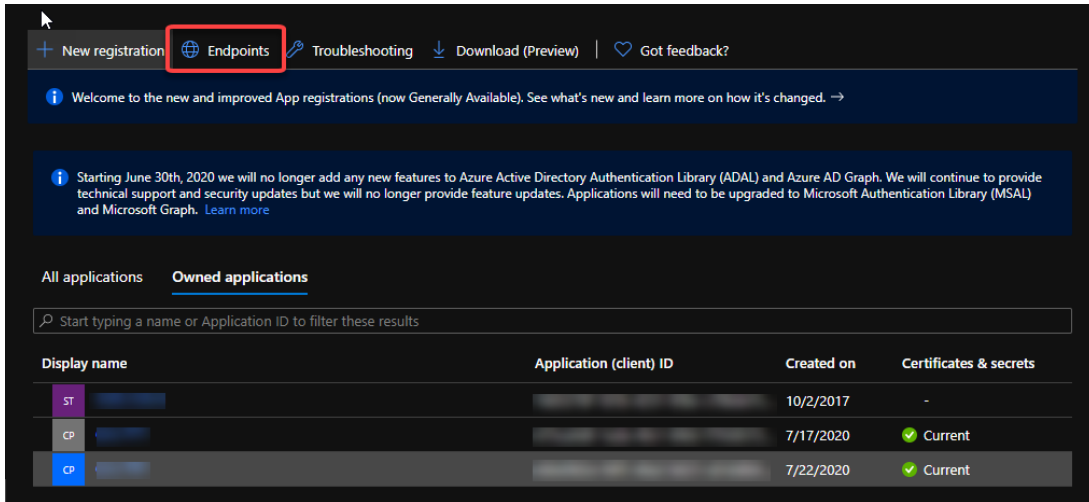 New registration Endpoints Troubleshooting Download (Preview) Got feedback?
Welcome to the new and improved App registrations (now Generally Available). See what's new and learn more on how it's changed. →
Starting June 30th, 2020 we will no longer add any new features to Azure Active Directory Authentication Library (ADAL) and Azure AD Graph. We will continue to provide
technical support and security updates but we will no longer provide feature updates. Applications will need to be upgraded to Microsoft Authentication Library (MSAL)
and Microsoft Graph. Learn more
All applications Owned applications
Start typing a name or Application ID to filter these results
Display name Application (client) ID Created on Certificates & secrets
ST 10/2/2017 -
CP 7/17/2020 Current
CP 7/22/2020 Current